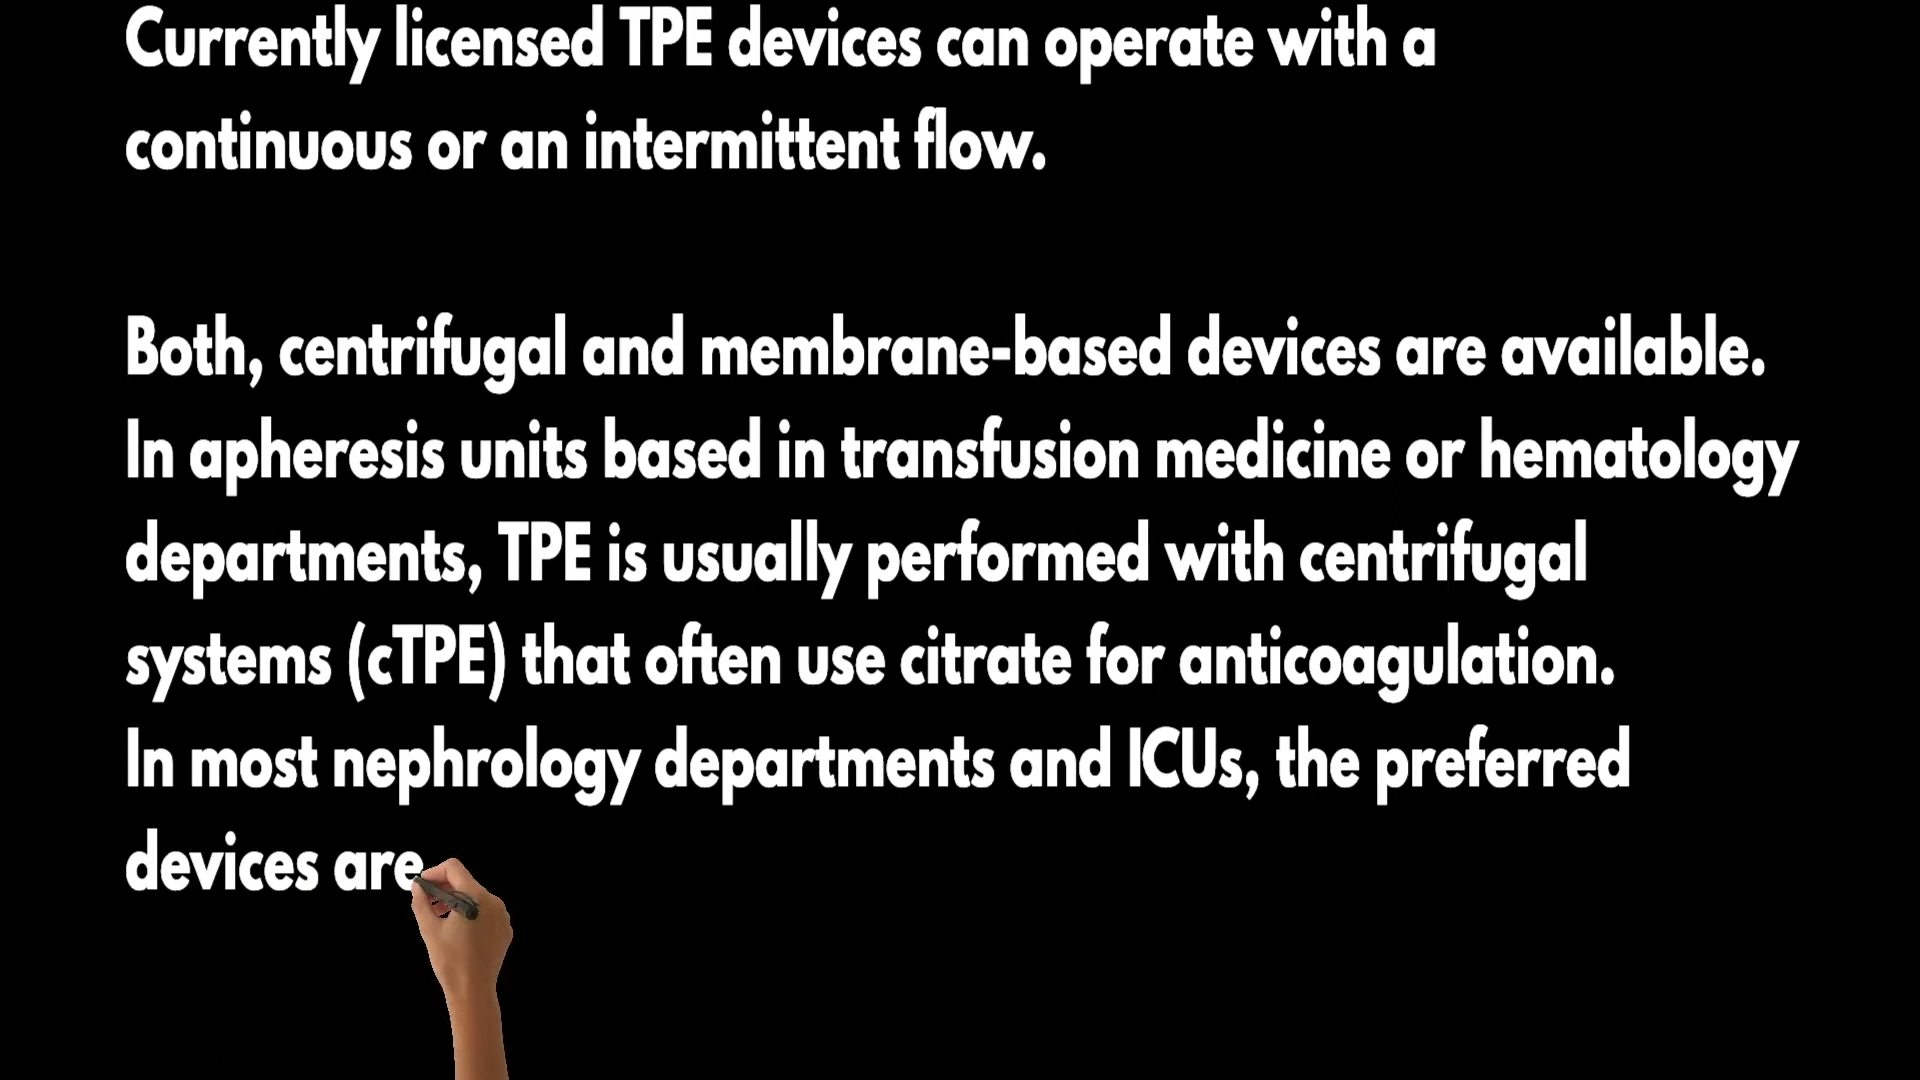 Currently licensed TPE devices can operate with a
continuous or an intermittent flow.
Both, centrifugal and membrane-based devices are available.
In apheresis units based in transfusion medicine or hematology
departments, TPE is usually performed with centrifugal
systems (cTPE) that often use citrate for anticoagulation.
In most nephrology departments and ICUs, the preferred
devices are